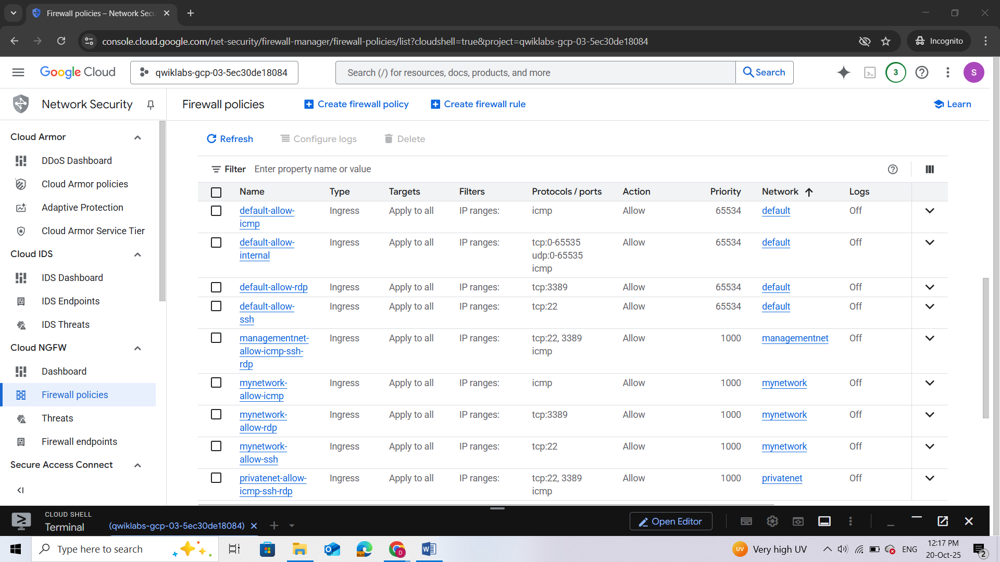 Firewall policies – Network Secu
console.cloud.google.com/net-security/firewall-manager/firewall-policies/list?cloudshell=true&project=qwiklabs-gcp-03-5ec30de18084
Incognito
Google Cloud
qwiklabs-gcp-03-5ec30de18084
Search (/) for resources, docs, products, and more
Search
3
S
Network Security
Firewall policies
Create firewall policy
Create firewall rule
Learn
Cloud Armor
DDoS Dashboard
Cloud Armor policies
Adaptive Protection
Cloud Armor Service Tier
Cloud IDS
IDS Dashboard
IDS Endpoints
IDS Threats
Cloud NGFW
Dashboard
Firewall policies
Threats
Firewall endpoints
Secure Access Connect
Refresh
Configure logs
Delete
Filter Enter property name or value
Name Type Targets Filters Protocols / ports Action Priority Network Logs
default-allow- Ingress Apply to all IP ranges: icmp Allow 65534 default Off
icmp
default-allow- Ingress Apply to all IP ranges: tcp:0-65535 Allow 65534 default Off
internal udp:0-65535
icmp
default-allow-rdp Ingress Apply to all IP ranges: tcp:3389 Allow 65534 default Off
default-allow- Ingress Apply to all IP ranges: tcp:22 Allow 65534 default Off
ssh
managementnet- Ingress Apply to all IP ranges: tcp:22, 3389 Allow 1000 managementnet Off
allow-icmp-ssh- icmp
rdp
mynetwork- Ingress Apply to all IP ranges: icmp Allow 1000 mynetwork Off
allow-icmp
mynetwork- Ingress Apply to all IP ranges: tcp:3389 Allow 1000 mynetwork Off
allow-rdp
mynetwork- Ingress Apply to all IP ranges: tcp:22 Allow 1000 mynetwork Off
allow-ssh
privatenet-allow- Ingress Apply to all IP ranges: tcp:22, 3389 Allow 1000 privatenet Off
icmp-ssh-rdp icmp
CLOUD SHELL
Terminal
(qwiklabs-gcp-03-5ec30de18084)
Open Editor
Type here to search
UV
Very high UV
ENG
12:17 PM
20-Oct-25
2